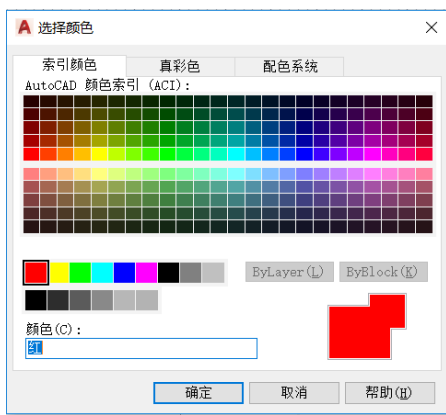 选择颜色
索引颜色 真彩色 配色系统
AutoCAD 颜色索引 (ACI):
ByLayer(L) ByBlock(K)
颜色(C):
红
确定 取消 帮助(H)